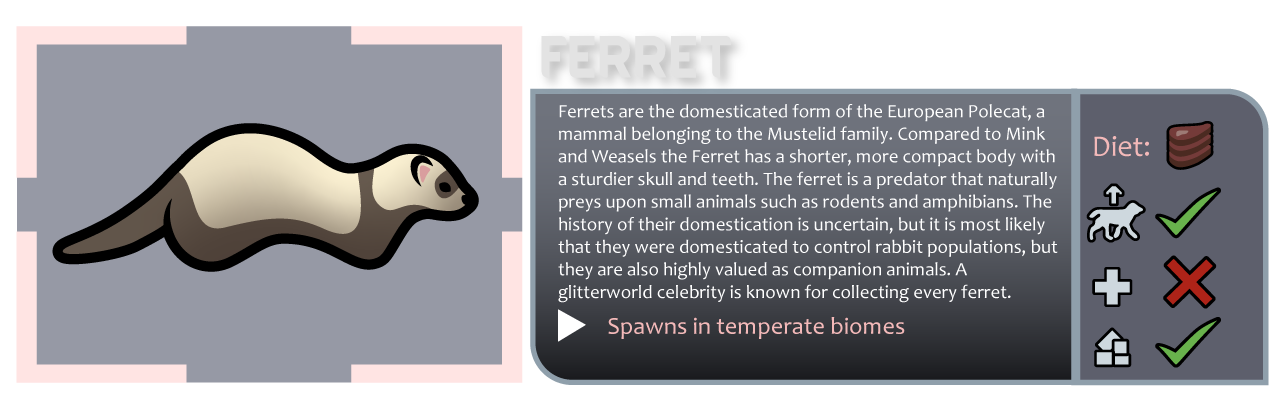 FERRET
Ferrets are the domesticated form of the European Polecat, a
mammal belonging to the Mustelid family. Compared to Mink
and Weasels the Ferret has a shorter, more compact body with
a sturdier skull and teeth. The ferret is a predator that naturally
preys upon small animals such as rodents and amphibians. The
history of their domestication is uncertain, but it is most likely
that they were domesticated to control rabbit populations, but
they are also highly valued as companion animals. A
glitterworld celebrity is known for collecting every ferret.
Spawns in temperate biomes
Diet: